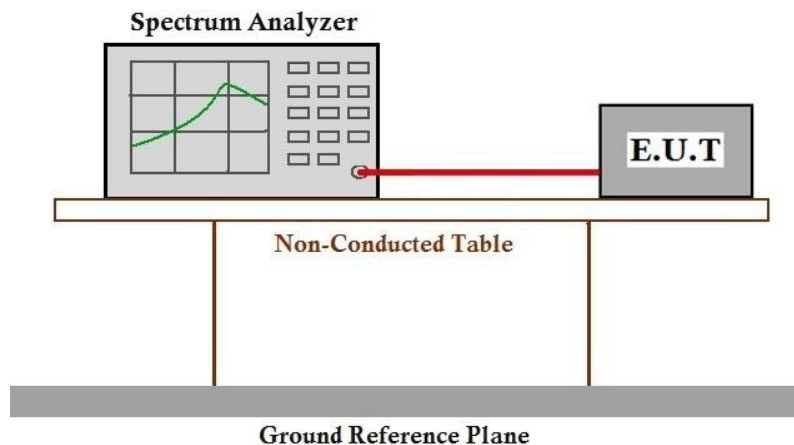 Spectrum Analyzer
E.U.T
Non-Conducted Table
Ground Reference Plane